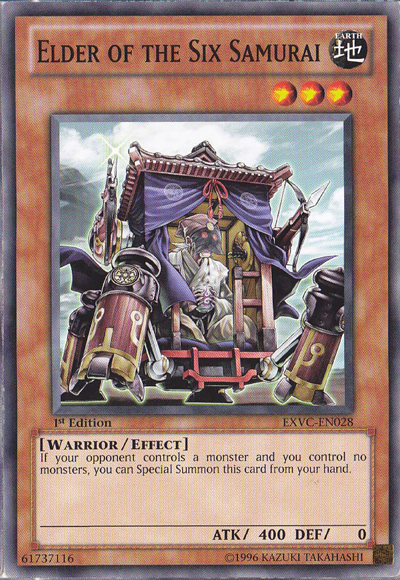 ELDER OF THE SIX SAMURAI
EARTH
地
1st Edition
EXVC-EN028
[WARRIOR/EFFECT]
If your opponent controls a monster and you control
no monsters, you can Special Summon this card from your hand.
ATK/ 400 DEF/ 0
61737116
©1996 KAZUKI TAKAHASHI